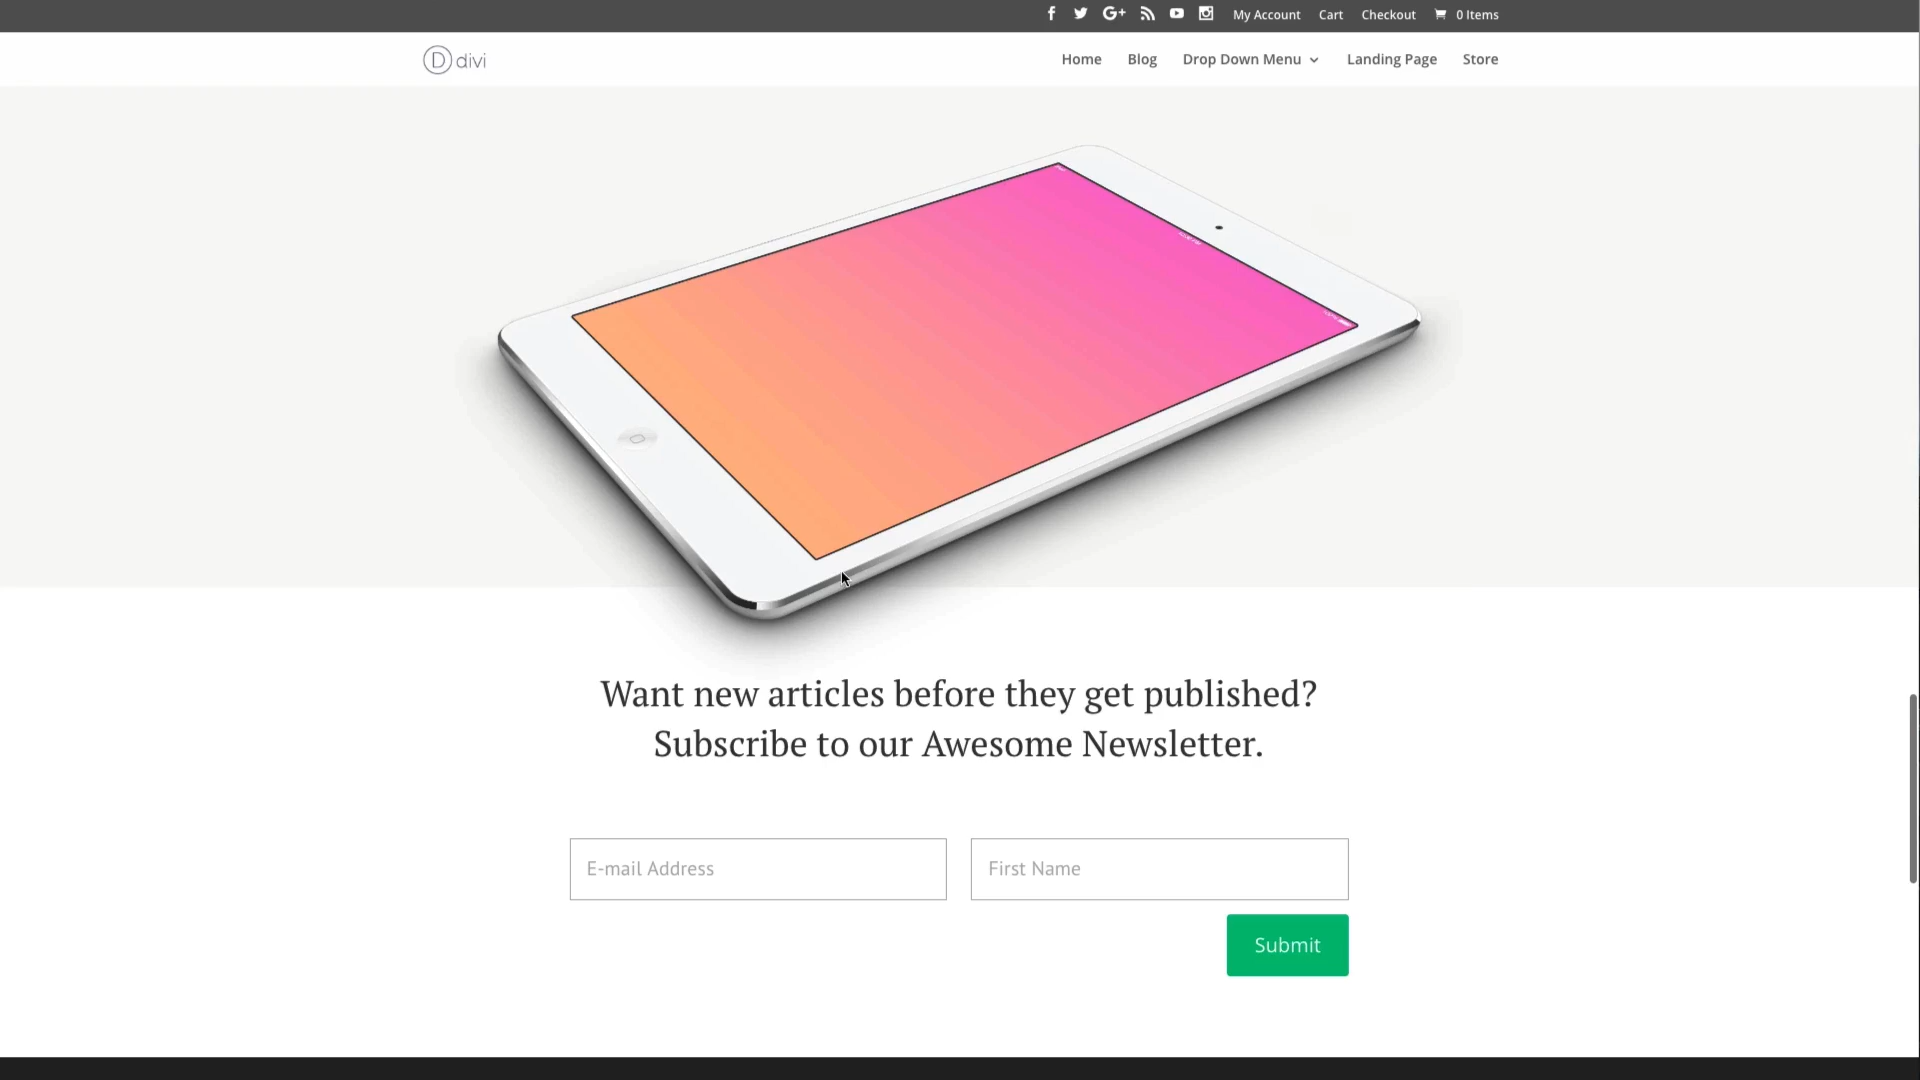 My Account Cart Checkout 0 Items
D divi
Home Blog Drop Down Menu Landing Page Store
Want new articles before they get published?
Subscribe to our Awesome Newsletter.
E-mail Address First Name
Submit